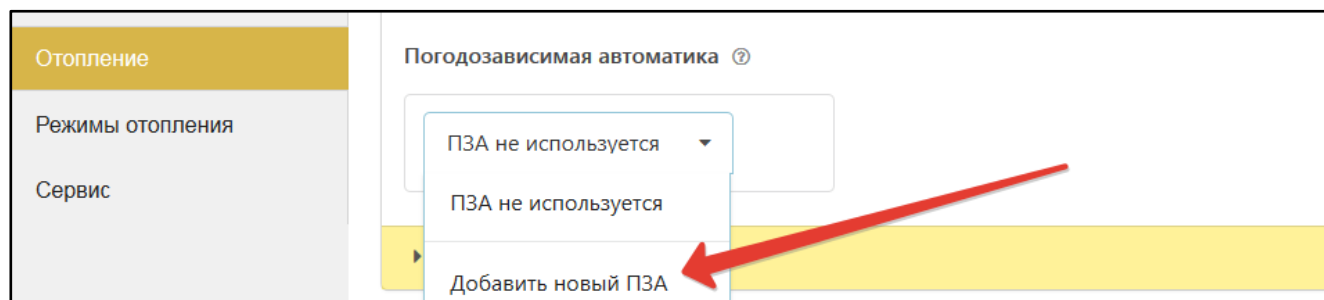 Отопление
Режимы отопления
Сервис
Погодозависимая автоматика ?
ПЗА не используется
ПЗА не используется
Добавить новый ПЗА